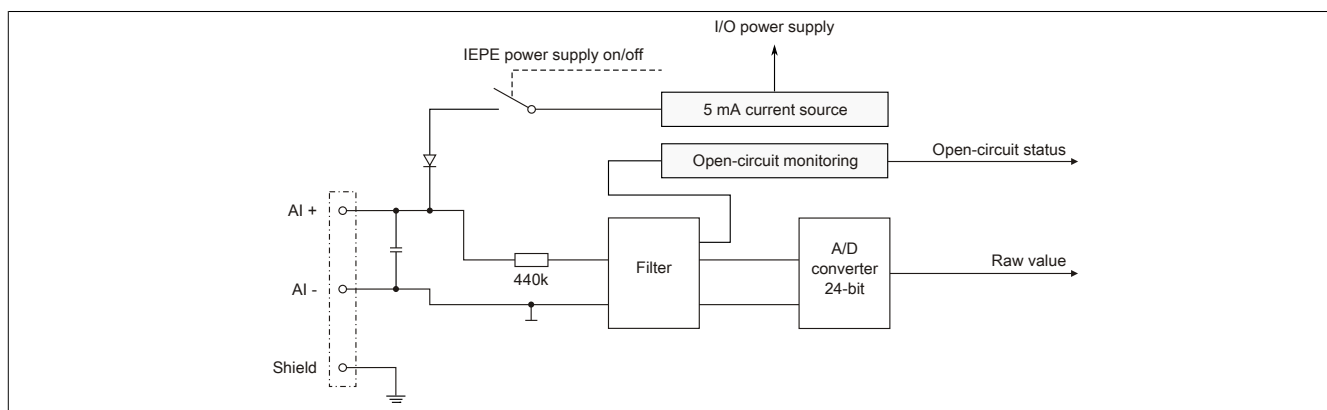 I/O power supply
IEPE power supply on/off
5 mA current source
Open-circuit monitoring
Open-circuit status
AI +
440k
Filter
A/D
converter
24-bit
Raw value
AI -
Shield